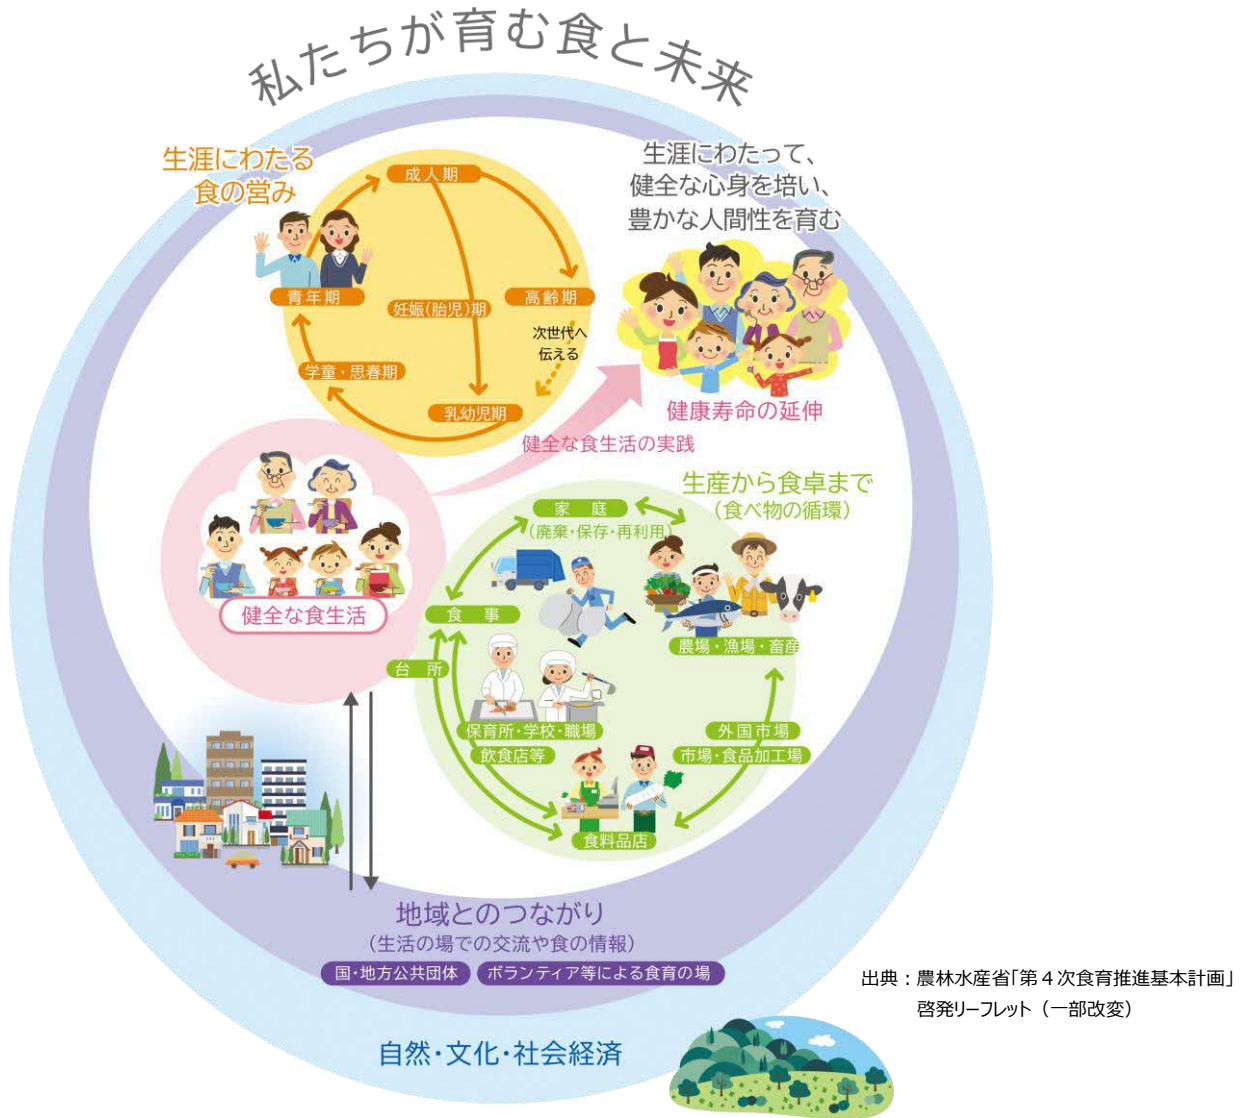 私たちが育む食と未来
生涯にわたる
食の営み
成人期
青年期
妊娠(胎児)期
高齢期
次世代へ
伝える
学童・思春期
乳幼児期
生涯にわたって、
健全な心身を培い、
豊かな人間性を育む
健康寿命の延伸
健全な食生活の実践
健全な食生活
生産から食卓まで
(食べ物の循環)
家庭
(廃棄・保存・再利用)
食事
台所
農場・漁場・畜産
保育所・学校・職場
飲食店等
外国市場
市場・食品加工場
食料品店
地域とのつながり
(生活の場での交流や食の情報)
国・地方公共団体
ボランティア等による食育の場
自然・文化・社会経済
出典：農林水産省「第４次食育推進基本計画」
啓発リーフレット（一部改変）